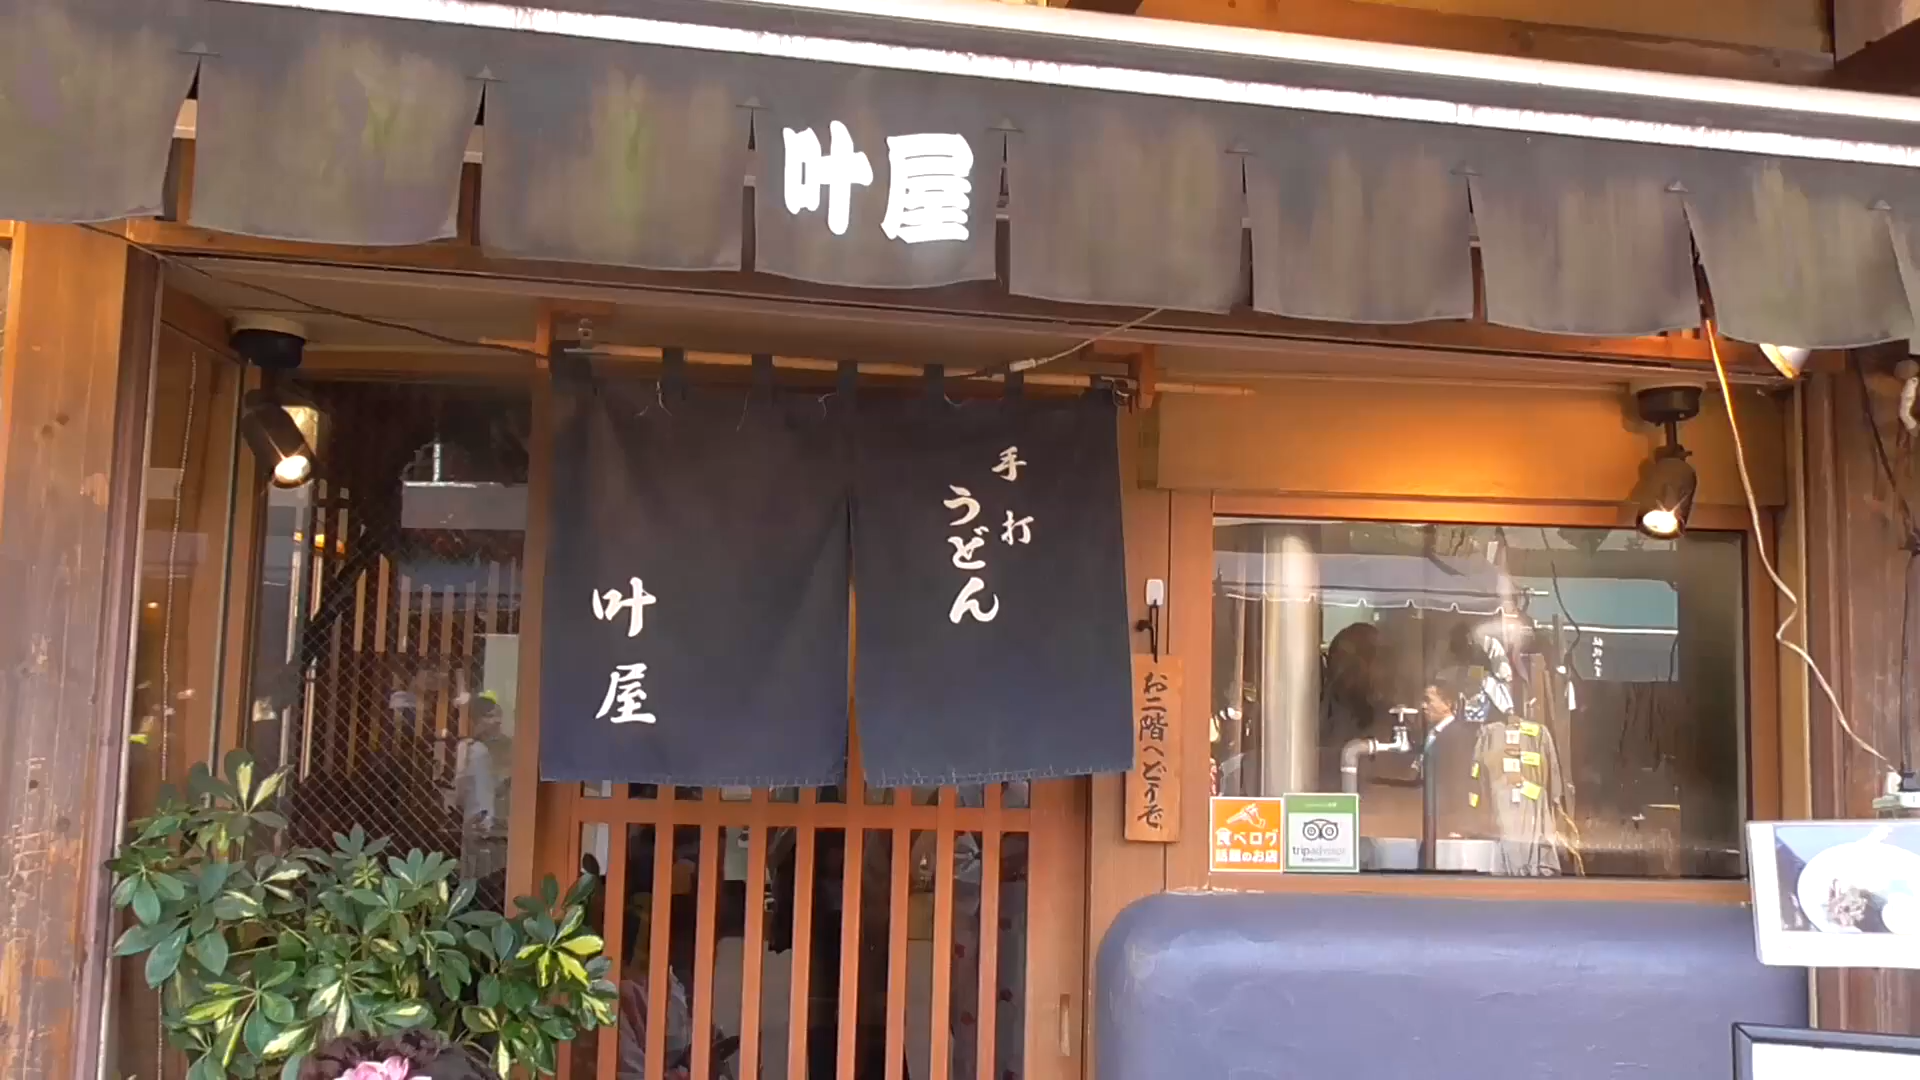 叶屋
手打
うどん
叶屋
お二階へどうぞ
食べログ
話題のお店
tripadvisor